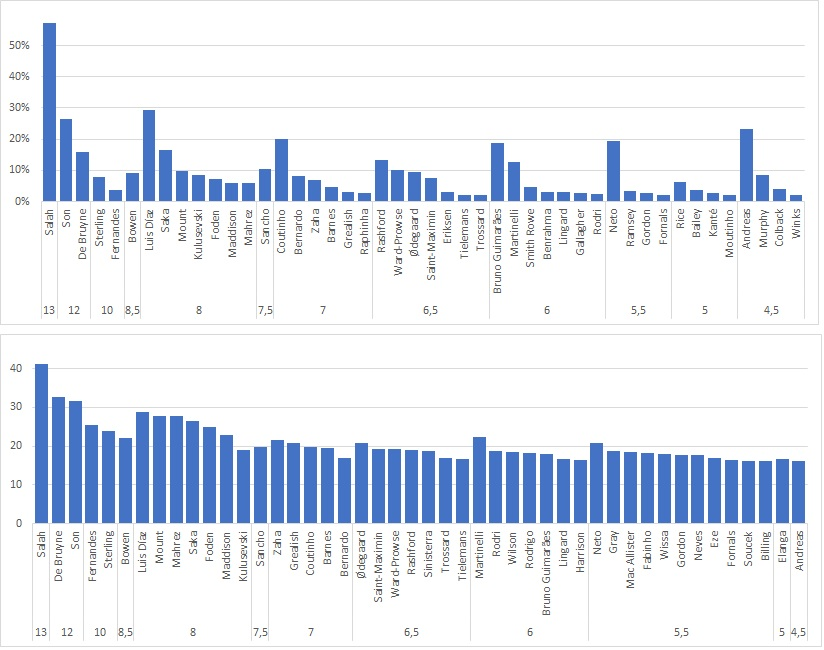 50%
40%
30%
20%
10%
0%
Salah Son De Bruyne Sterling Fernandes Bowen Luis Díaz Saka Mount Kulusevski Foden Maddison Mahrez Sancho Coutinho Bernardo Zaha Barnes Grealish Raphinha Rashford Ward-Prowse Ødegaard Saint-Maximin Eriksen Tielemans Trossard Bruno Guimarães Martinelli Smith Rowe Benrahma Lingard Gallagher Rodri Neto Ramsey Gordon Fornals Rice Bailey Kanté Moutinho Andreas Murphy Colback Winks
13 12 10 8,5 8 7,5 7 6,5 6 5,5 5 4,5
40
30
20
10
0
Salah De Bruyne Son Fernandes Sterling Bowen Luis Díaz Mount Mahrez Saka Foden Maddison Kulusevski Sancho Zaha Grealish Coutinho Barnes Bernardo Ødegaard Saint-Maximin Ward-Prowse Rashford Sinisterra Trossard Tielemans Martinelli Rodri Wilson Rodrigo Bruno Guimarães Lingard Harrison Neto Gray Mac Allister Fabinho Wissa Gordon Neves Eze Fornals Soucek Billing Elanga Andreas
13 12 10 8,5 8 7,5 7 6,5 6 5,5 5 4,5